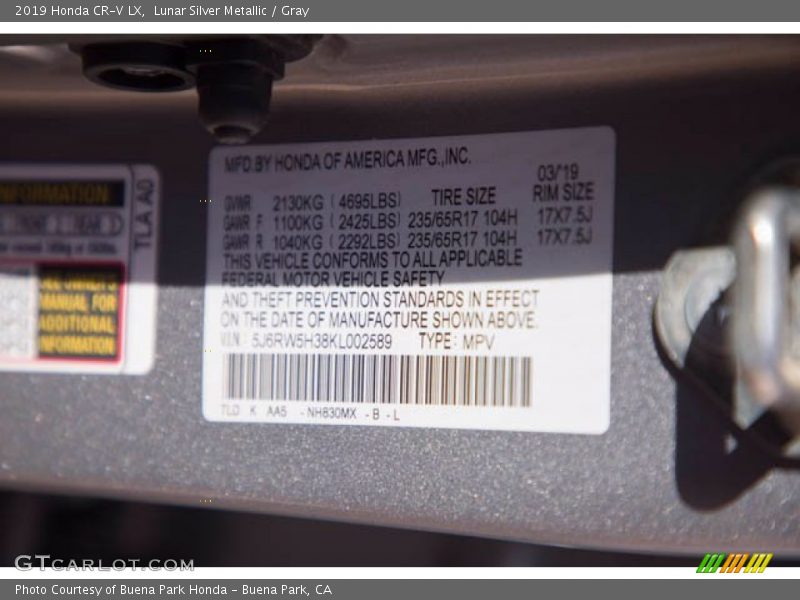 2019 Honda CR-V LX,  Lunar Silver Metallic / Gray
MFD.BY HONDA OF AMERICA MFG.,INC.
03/19
GVWR 2130KG ( 4695LBS) TIRE SIZE RIM SIZE
GAWR F 1100KG ( 2425LBS) 235/65R17 104H 17X7.5J
GAWR R 1040KG ( 2292LBS) 235/65R17 104H 17X7.5J
THIS VEHICLE CONFORMS TO ALL APPLICABLE
FEDERAL MOTOR VEHICLE SAFETY
AND THEFT PREVENTION STANDARDS IN EFFECT
ON THE DATE OF MANUFACTURE SHOWN ABOVE.
V.I.N : 5J6RW5H38KL002589 TYPE: MPV
TLD K AA5 -NH830MX -B -L
INFORMATION
TLA A0
SEE OWNER'S
MANUAL FOR
ADDITIONAL
INFORMATION
GTcarlot.com
Photo Courtesy of Buena Park Honda - Buena Park, CA